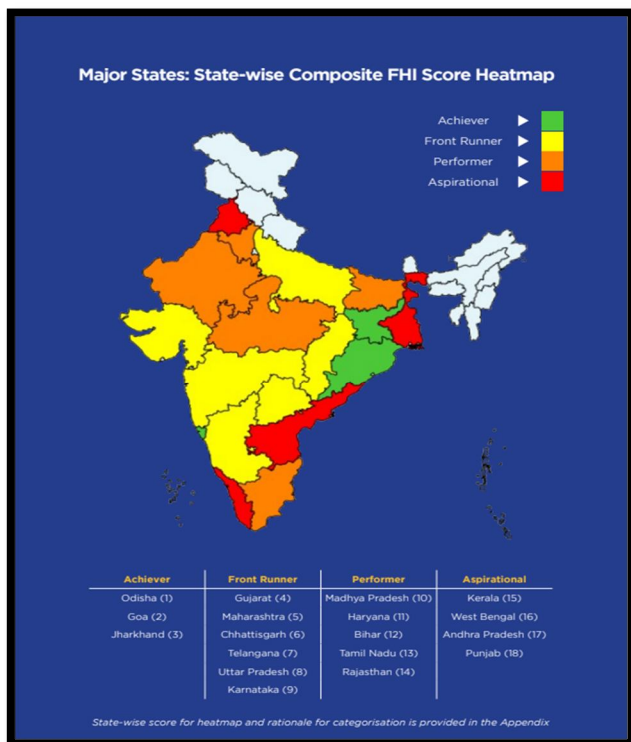 Major States: State-wise Composite FHI Score Heatmap
Achiever
Front Runner
Performer
Aspirational
Achiever Front Runner Performer Aspirational
Odisha (1) Gujarat (4) Madhya Pradesh (10) Kerala (15)
Goa (2) Maharashtra (5) Haryana (11) West Bengal (16)
Jharkhand (3) Chhattisgarh (6) Bihar (12) Andhra Pradesh (17)
Telangana (7) Tamil Nadu (13) Punjab (18)
Uttar Pradesh (8) Rajasthan (14)
Karnataka (9)
State-wise score for heatmap and rationale for categorisation is provided in the Appendix